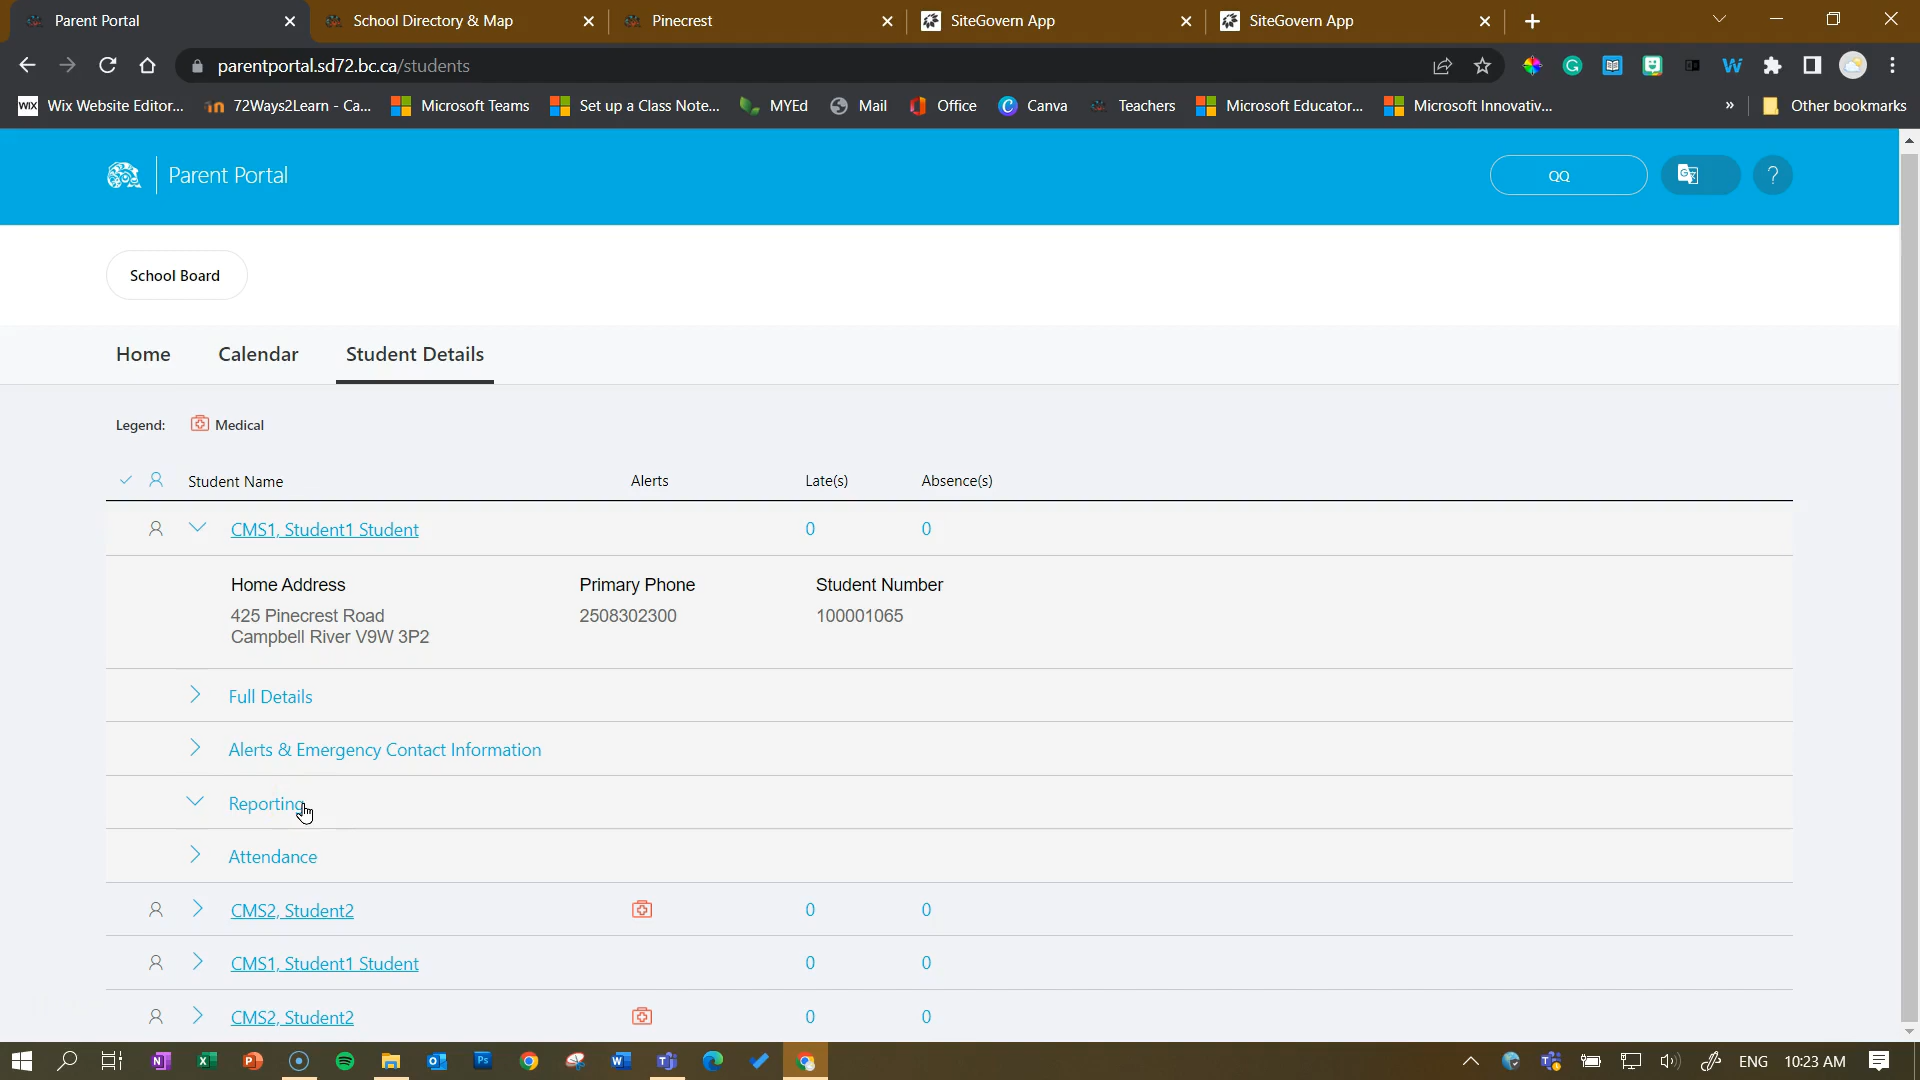 Parent Portal
School Directory & Map
Pinecrest
SiteGovern App
SiteGovern App
parentportal.sd72.bc.ca/students
WIX Wix Website Editor...
72Ways2Learn - Ca...
Microsoft Teams
Set up a Class Note...
MYEd
Mail
Office
Canva
Teachers
Microsoft Educator...
Microsoft Innovativ...
»
Other bookmarks
Parent Portal
QQ
?
School Board
Home
Calendar
Student Details
Legend: Medical
Student Name Alerts Late(s) Absence(s)
CMS1, Student1 Student 0 0
Home Address Primary Phone Student Number
425 Pinecrest Road 2508302300 100001065
Campbell River V9W 3P2
Full Details
Alerts & Emergency Contact Information
Reporting
Attendance
CMS2, Student2 0 0
CMS1, Student1 Student 0 0
CMS2, Student2 0 0
ENG 10:23 AM